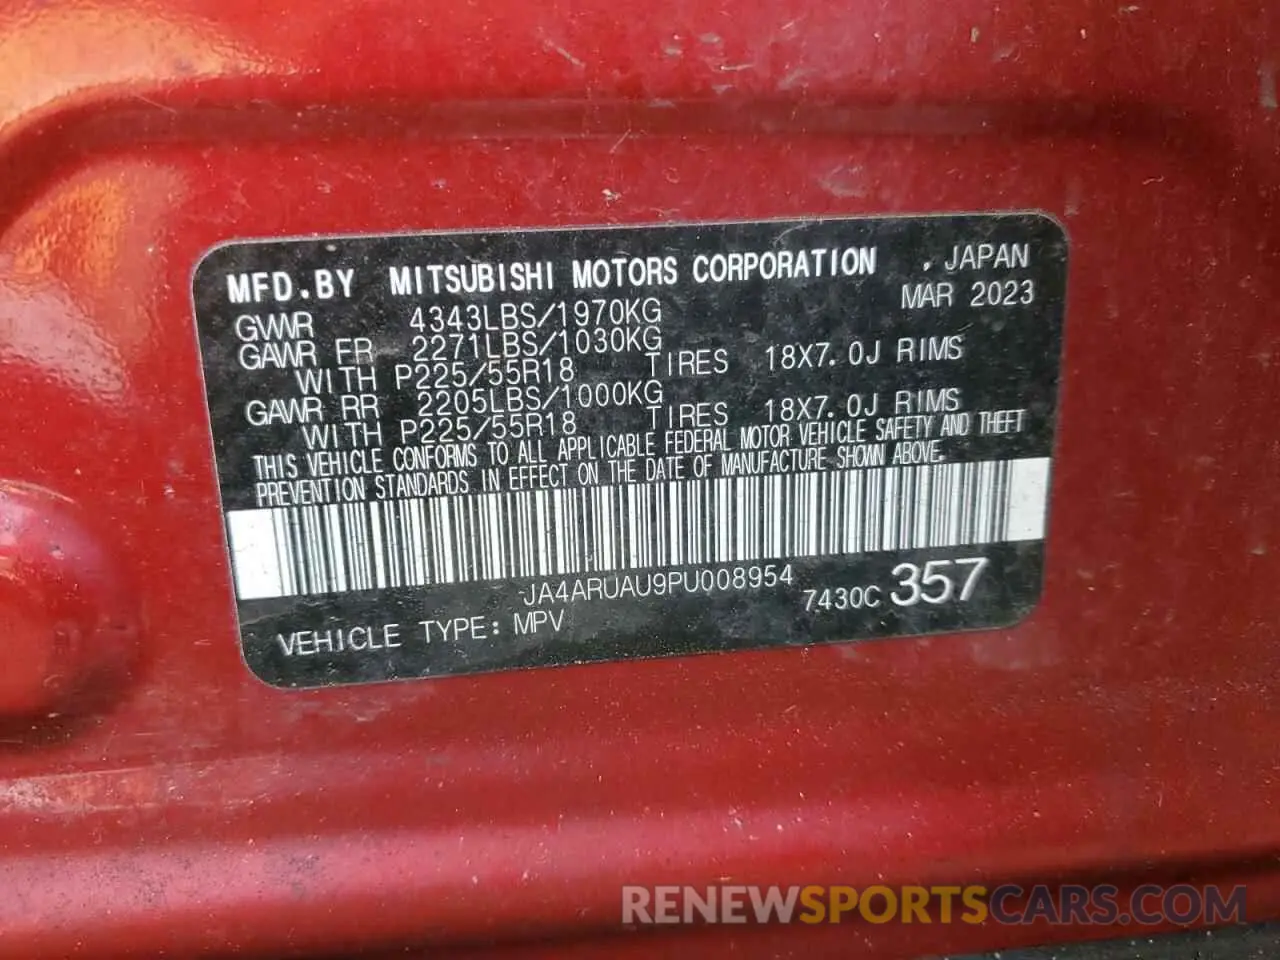 MFD.BY MITSUBISHI MOTORS CORPORATION , JAPAN
MAR 2023
GVWR 4343LBS/1970KG
GAWR FR 2271LBS/1030KG
WITH P225/55R18 TIRES 18X7.0J RIMS
GAWR RR 2205LBS/1000KG
WITH P225/55R18 TIRES 18X7.0J RIMS
THIS VEHICLE CONFORMS TO ALL APPLICABLE FEDERAL MOTOR VEHICLE SAFETY AND THEFT
PREVENTION STANDARDS IN EFFECT ON THE DATE OF MANUFACTURE SHOWN ABOVE.
JA4ARUAU9PU008954 7430C 357
VEHICLE TYPE: MPV
RENEWSPORTSCARS.COM